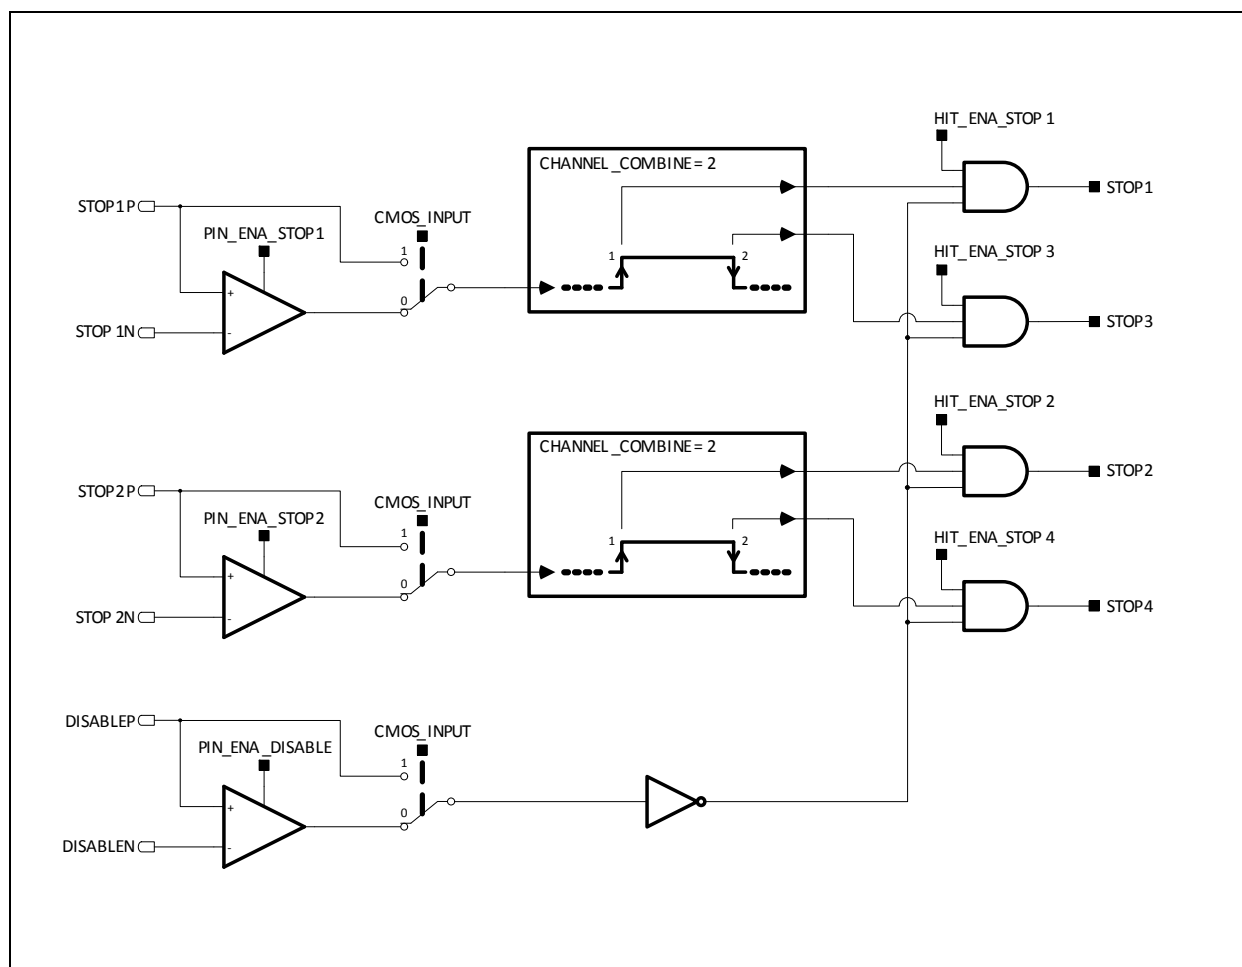 HIT_ENA_STOP 1
CHANNEL_COMBINE = 2
STOP1
STOP1P
CMOS_INPUT
PIN_ENA_STOP1
1
1
2
HIT_ENA_STOP 3
+
0
STOP 1N
-
STOP3
HIT_ENA_STOP 2
CHANNEL_COMBINE = 2
STOP2
STOP2P
CMOS_INPUT
PIN_ENA_STOP2
1
1
2
HIT_ENA_STOP 4
+
0
STOP 2N
-
STOP4
DISABLEP
CMOS_INPUT
PIN_ENA_DISABLE
1
+
0
DISABLEN
-